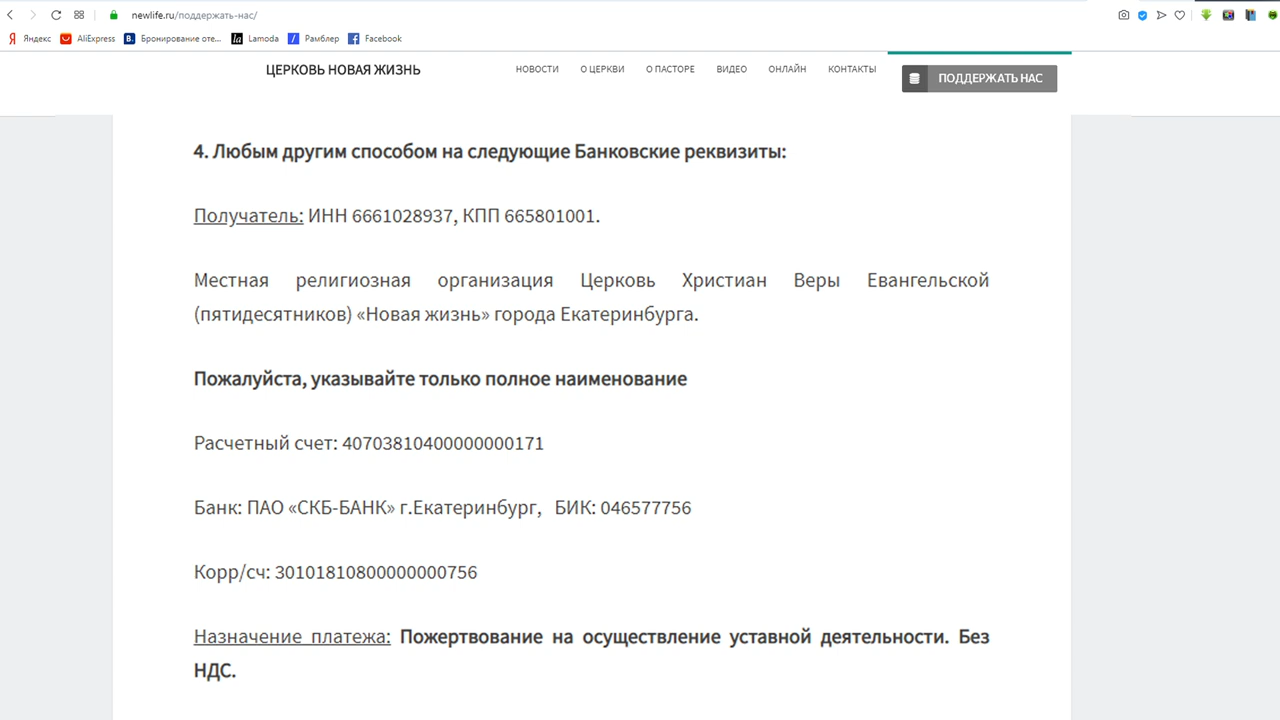 newlife.ru/поддержать-нас/
Яндекс AliExpress Бронирование оте... Lamoda Рамблер Facebook
ЦЕРКОВЬ НОВАЯ ЖИЗНЬ НОВОСТИ О ЦЕРКВИ О ПАСТОРЕ ВИДЕО ОНЛАЙН КОНТАКТЫ ПОДДЕРЖАТЬ НАС
4. Любым другим способом на следующие Банковские реквизиты:
Получатель: ИНН 6661028937, КПП 665801001.
Местная религиозная организация Церковь Христиан Веры Евангельской
(пятидесятников) «Новая жизнь» города Екатеринбурга.
Пожалуйста, указывайте только полное наименование
Расчетный счет: 40703810400000000171
Банк: ПАО «СКБ-БАНК» г.Екатеринбург, БИК: 046577756
Корр/сч: 30101810800000000756
Назначение платежа: Пожертвование на осуществление уставной деятельности. Без
НДС.